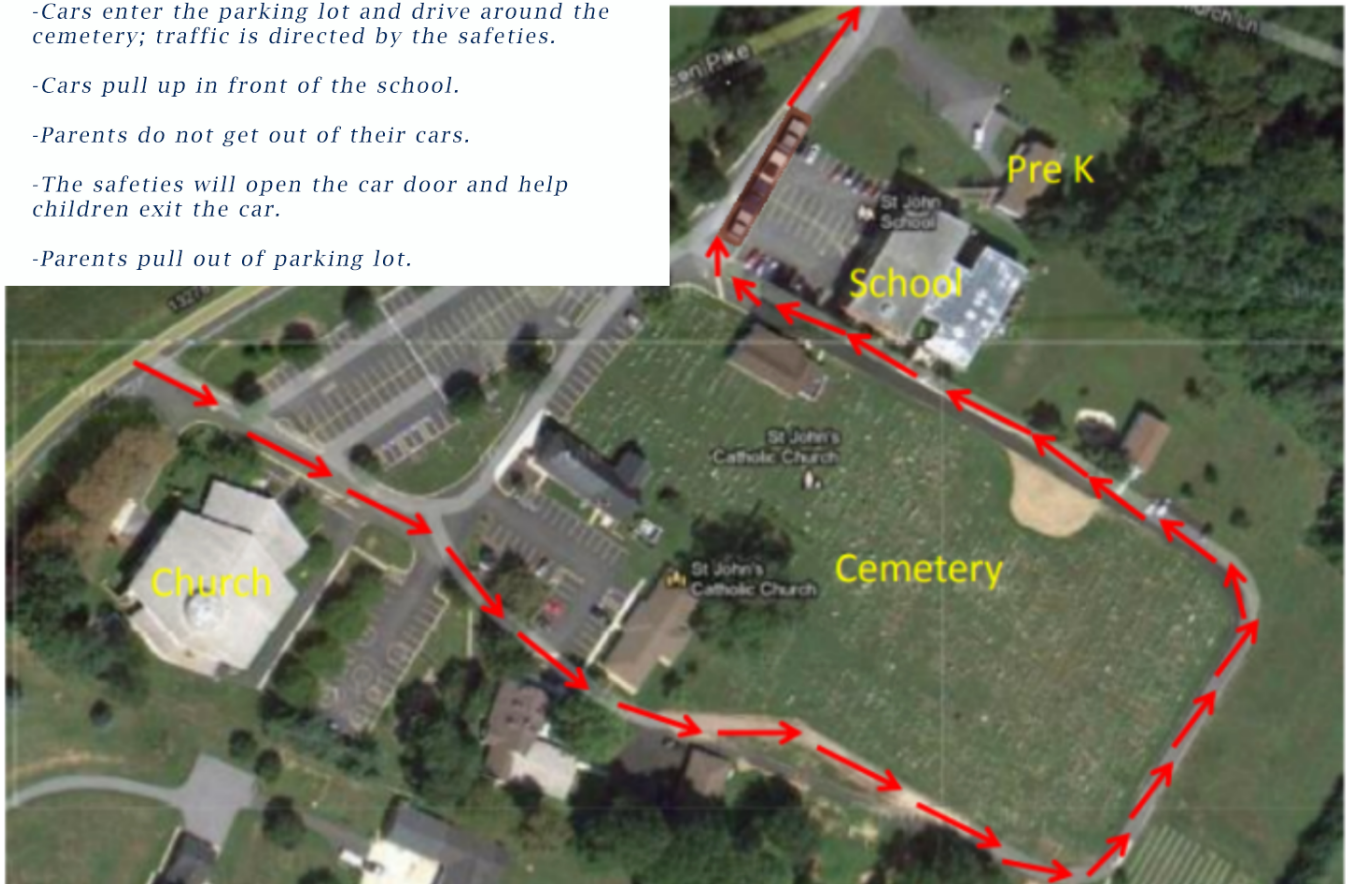 -Cars enter the parking lot and drive around the
cemetery; traffic is directed by the safeties.
-Cars pull up in front of the school.
-Parents do not get out of their cars.
-The safeties will open the car door and help
children exit the car.
-Parents pull out of parking lot.
Pike
Pre K
St John
School
School
St John's
Catholic Church
Cemetery
St John's
Catholic Church
Church